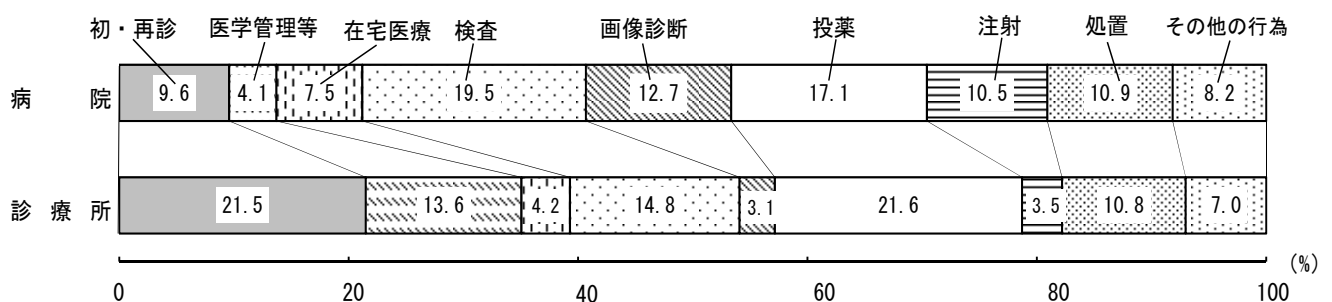 初・再診 医学管理等 在宅医療 検査 画像診断 投薬 注射 処置 その他の行為
病院 9.6 4.1 7.5 19.5 12.7 17.1 10.5 10.9 8.2
診療所 21.5 13.6 4.2 14.8 3.1 21.6 3.5 10.8 7.0
(%)
0 20 40 60 80 100